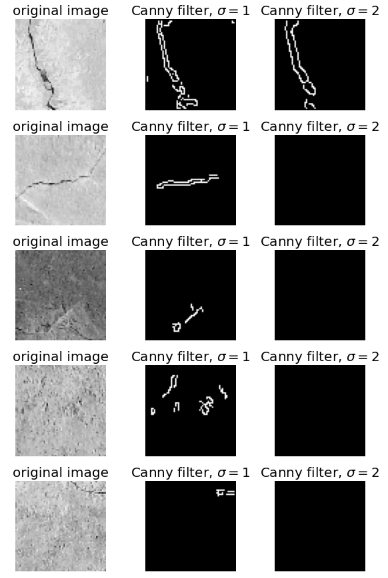 original image Canny filter, σ = 1 Canny filter, σ = 2
original image Canny filter, σ = 1 Canny filter, σ = 2
original image Canny filter, σ = 1 Canny filter, σ = 2
original image Canny filter, σ = 1 Canny filter, σ = 2
original image Canny filter, σ = 1 Canny filter, σ = 2